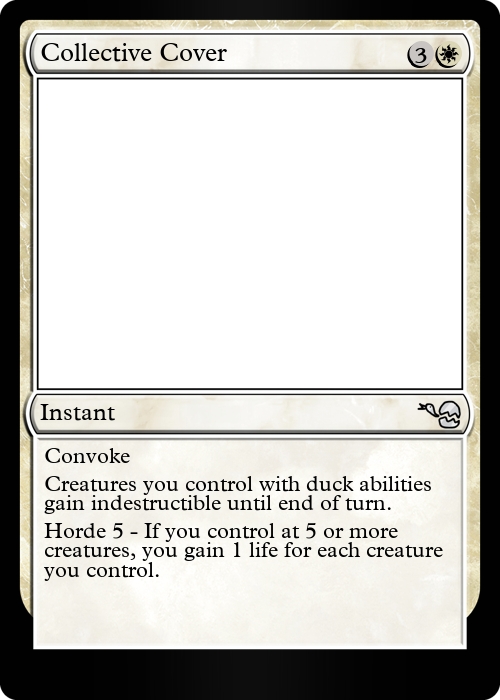 Collective Cover 3
Instant
Convoke
Creatures you control with duck abilities
gain indestructible until end of turn.
Horde 5 - If you control at 5 or more
creatures, you gain 1 life for each creature
you control.